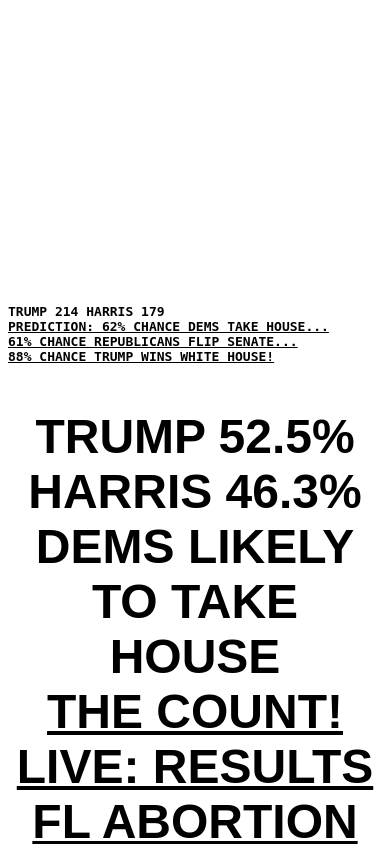 TRUMP 214 HARRIS 179
PREDICTION: 62% CHANCE DEMS TAKE HOUSE...
61% CHANCE REPUBLICANS FLIP SENATE...
88% CHANCE TRUMP WINS WHITE HOUSE!
TRUMP 52.5%
HARRIS 46.3%
DEMS LIKELY
TO TAKE
HOUSE
THE COUNT!
LIVE: RESULTS
FL ABORTION